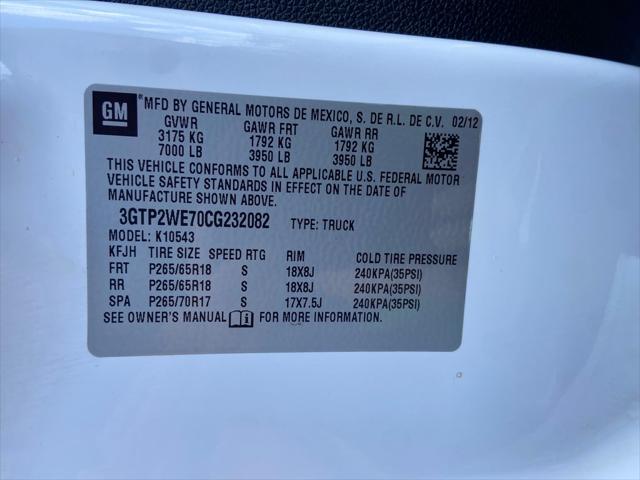 GM ®MFD BY GENERAL MOTORS DE MEXICO, S. DE R.L. DE C.V. 02/12
GVWR GAWR FRT GAWR RR
3175 KG 1792 KG 1792 KG
7000 LB 3950 LB 3950 LB
THIS VEHICLE CONFORMS TO ALL APPLICABLE U.S. FEDERAL MOTOR
VEHICLE SAFETY STANDARDS IN EFFECT ON THE DATE OF
MANUFACTURE SHOWN ABOVE.
3GTP2WE70CG232082 TYPE: TRUCK
MODEL: K10543
KFJH TIRE SIZE SPEED RTG RIM COLD TIRE PRESSURE
FRT P265/65R18 S 18X8J 240KPA(35PSI)
RR P265/65R18 S 18X8J 240KPA(35PSI)
SPA P265/70R17 S 17X7.5J 240KPA(35PSI)
SEE OWNER'S MANUAL FOR MORE INFORMATION.